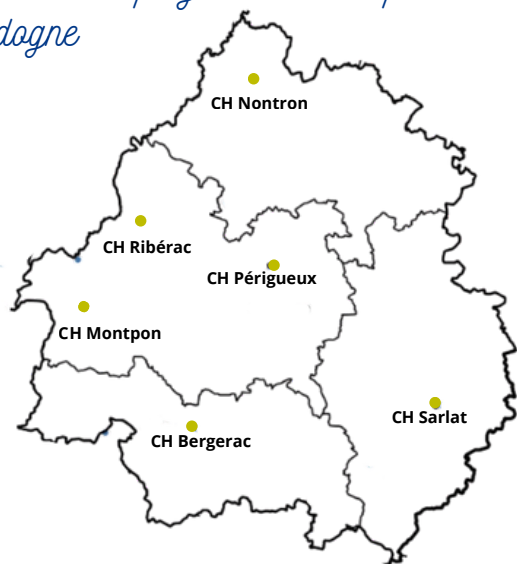 dogne
CH Nontron
CH Ribérac
CH Périgueux
CH Montpon
CH Sarlat
CH Bergerac